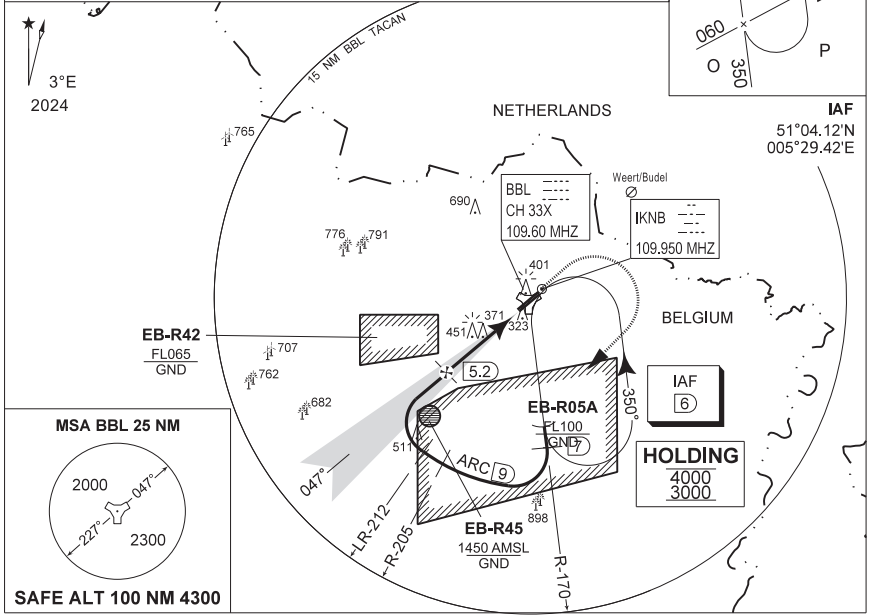 3°E
2024
15 NM BBL TACAN
060
O
350
P
IAF
51°04.12'N
005°29.42'E
NETHERLANDS
765
690
776
791
BBL
CH 33X
109.60 MHZ
Weert/Budel
IKNB
109.950 MHZ
401
371
451
323
BELGIUM
EB-R42
FL065
GND
707
762
682
5.2
EB-R05A
FL100
GND
7
350°
IAF
6
HOLDING
4000
3000
MSA BBL 25 NM
2000
047°
227°
2300
SAFE ALT 100 NM 4300
047°
511
ARC 9
LR-212
R-205
EB-R45
1450 AMSL
GND
898
R-170